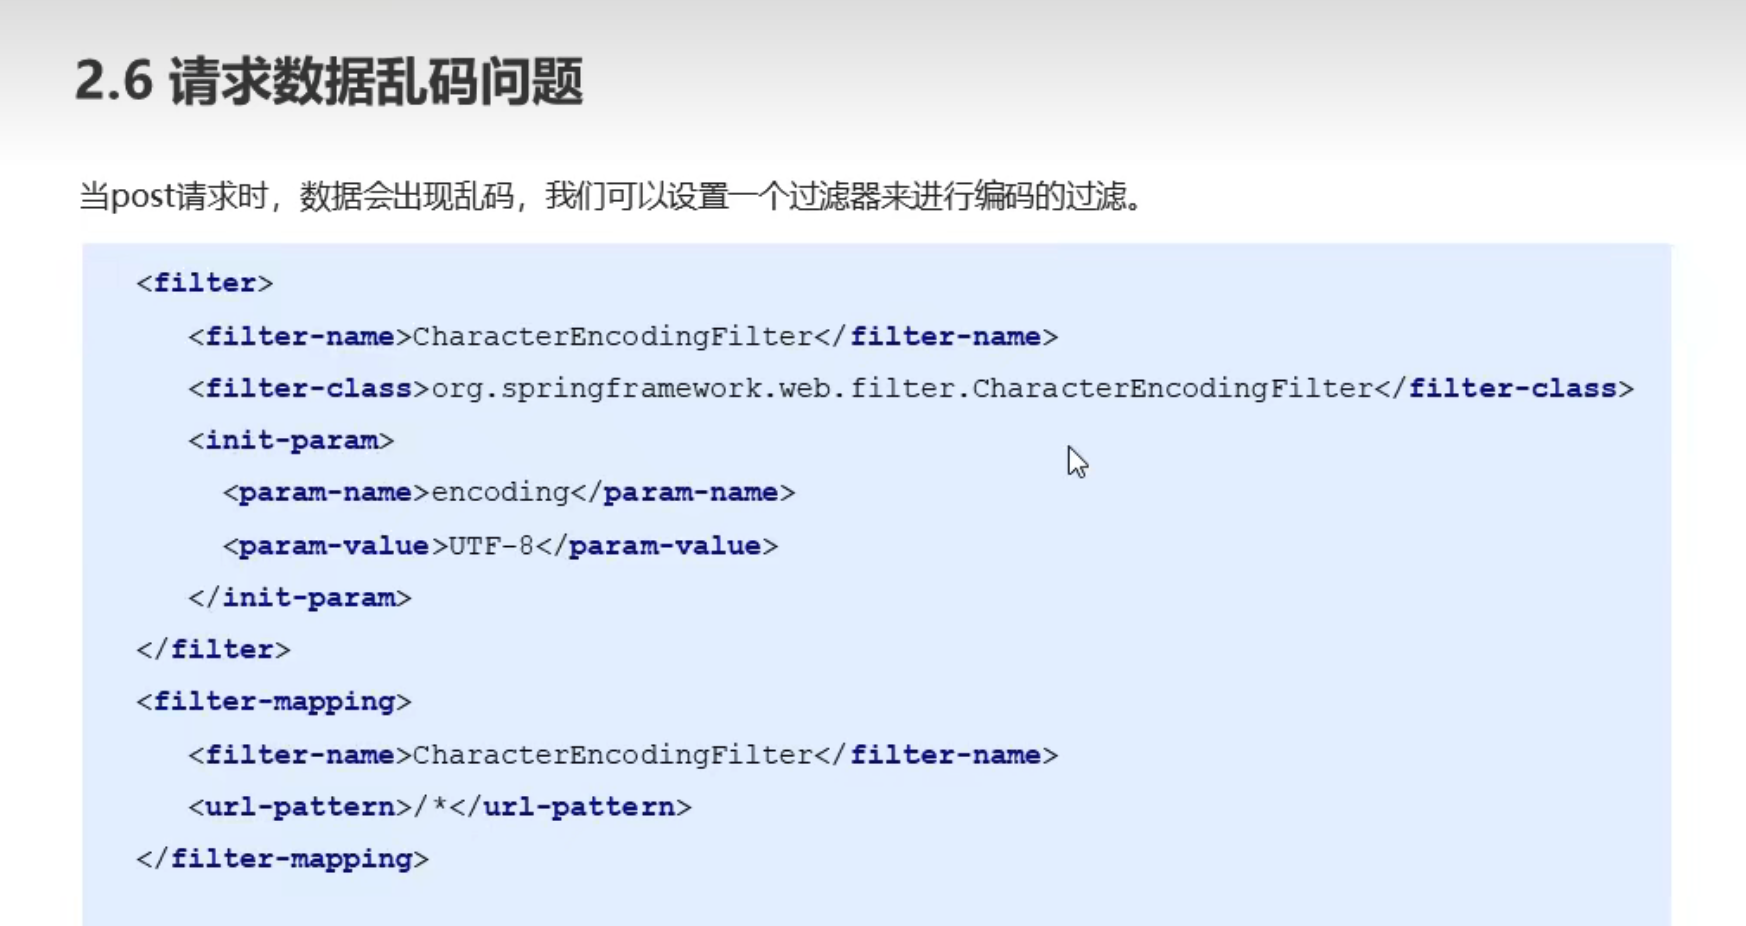 2.6 请求数据乱码问题
当post请求时，数据会出现乱码，我们可以设置一个过滤器来进行编码的过滤。
<filter>
<filter-name>CharacterEncodingFilter</filter-name>
<filter-class>org.springframework.web.filter.CharacterEncodingFilter</filter-class>
<init-param>
<param-name>encoding</param-name>
<param-value>UTF-8</param-value>
</init-param>
</filter>
<filter-mapping>
<filter-name>CharacterEncodingFilter</filter-name>
<url-pattern>/*</url-pattern>
</filter-mapping>